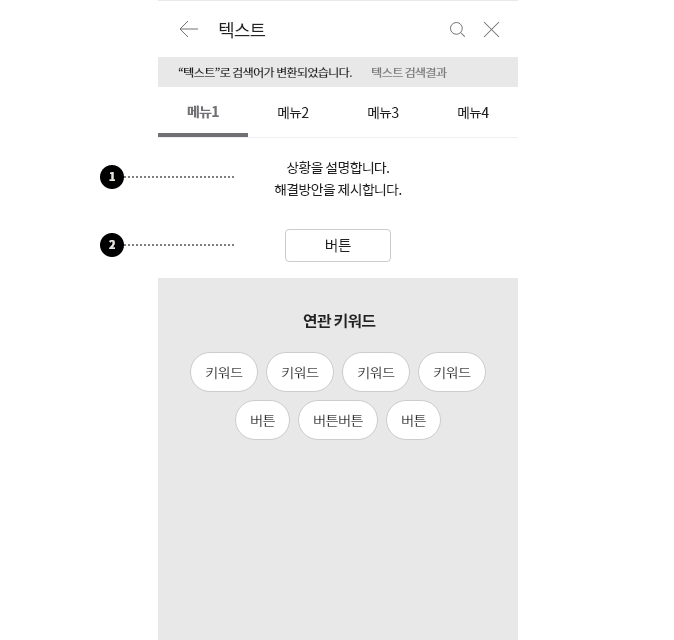 텍스트
“텍스트”로 검색어가 변환되었습니다. 텍스트 검색결과
메뉴1 메뉴2 메뉴3 메뉴4
1 상황을 설명합니다.
해결방안을 제시합니다.
2 버튼
연관 키워드
키워드 키워드 키워드 키워드
버튼 버튼버튼 버튼